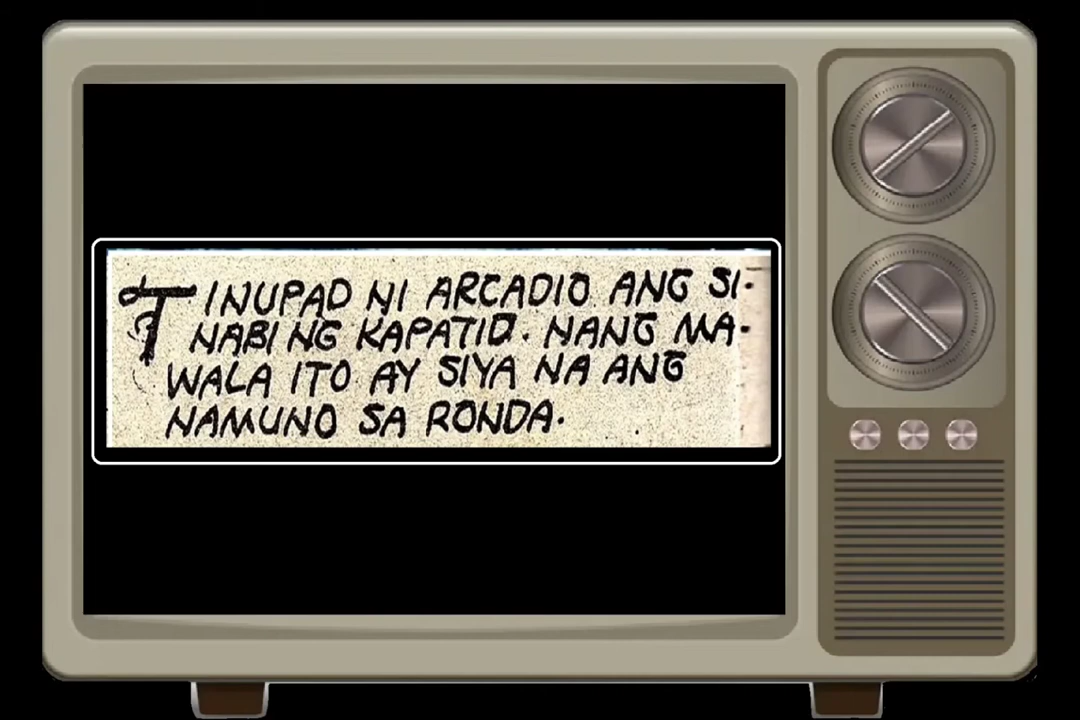 TINUPAD NI ARCADIO ANG SI-
NABI NG KAPATID. NANG MA-
WALA ITO AY SIYA NA ANG
NAMUNO SA RONDA.